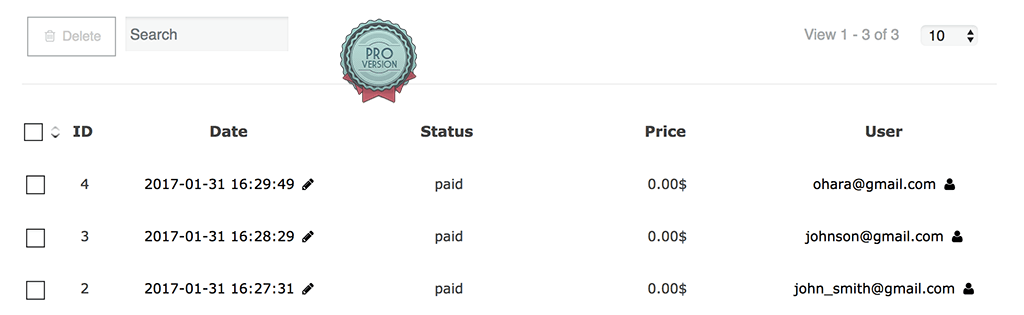 Delete Search View 1 - 3 of 3 10
PRO
VERSION
ID Date Status Price User
4 2017-01-31 16:29:49 paid 0.00$ ohara@gmail.com
3 2017-01-31 16:28:29 paid 0.00$ johnson@gmail.com
2 2017-01-31 16:27:31 paid 0.00$ john_smith@gmail.com